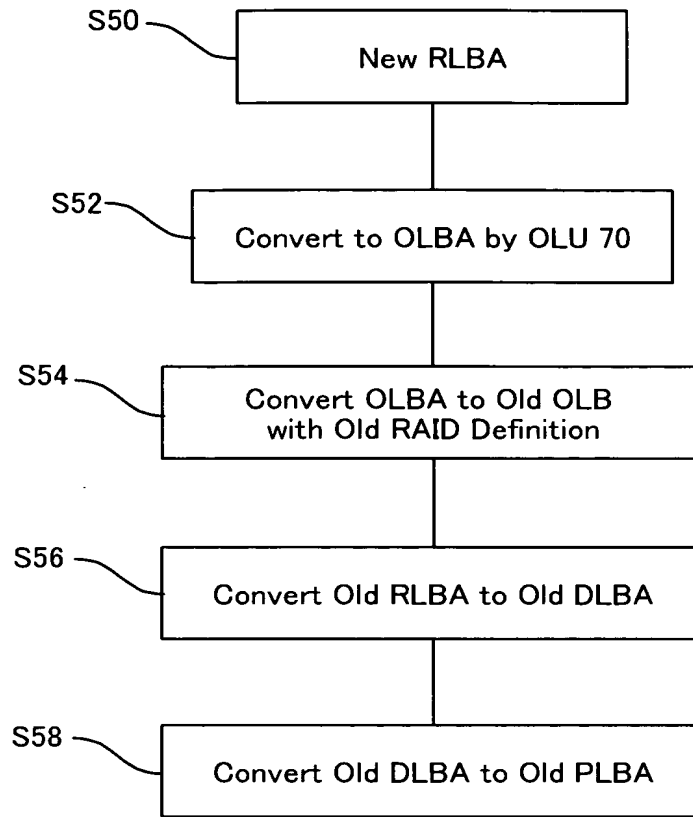 S50
New RLBA
S52
Convert to OLBA by OLU 70
S54
Convert OLBA to Old OLB
with Old RAID Definition
S56
Convert Old RLBA to Old DLBA
S58
Convert Old DLBA to Old PLBA